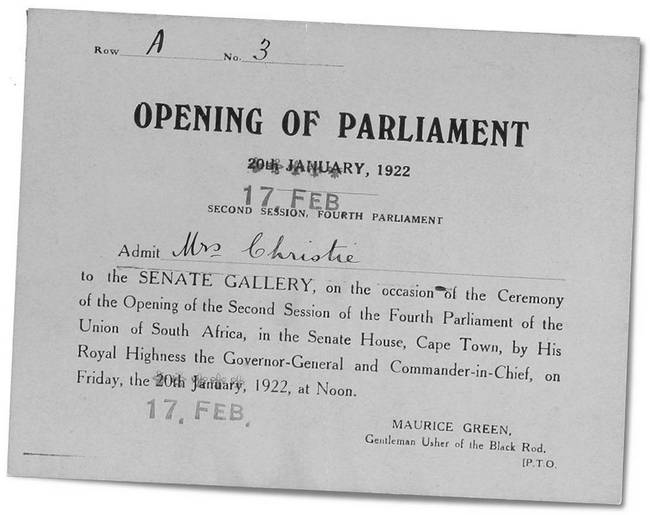 Row A No. 3
OPENING OF PARLIAMENT
20th JANUARY, 1922
17. FEB
SECOND SESSION, FOURTH PARLIAMENT
Admit Mrs Christie
to the SENATE GALLERY, on the occasion of the Ceremony
of the Opening of the Second Session of the Fourth Parliament of the
Union of South Africa, in the Senate House, Cape Town, by His
Royal Highness the Governor-General and Commander-in-Chief, on
Friday, the 20th January, 1922, at Noon.
17. FEB.
MAURICE GREEN,
Gentleman Usher of the Black Rod.
[P.T.O.